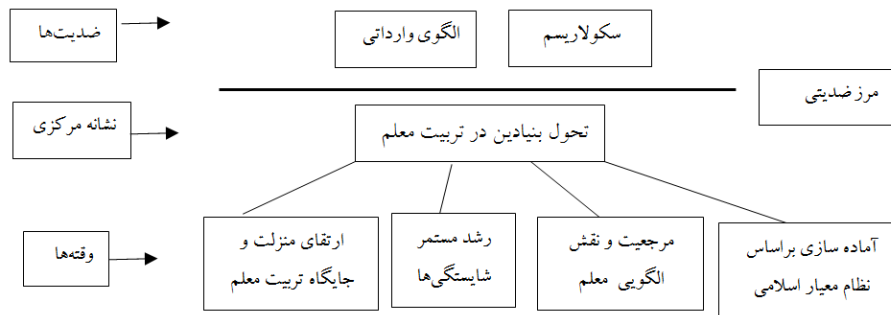 سکولاریسم
الگوی وارداتی
ضدیت‌ها
مرز ضدیتی
نشانه مرکزی
تحول بنیادین در تربیت معلم
آماده سازی براساس
نظام معیار اسلامی
مرجعیت و نقش
الگویی معلم
رشد مستمر
شایستگی‌ها
ارتقای منزلت و
جایگاه تربیت معلم
وقته‌ها